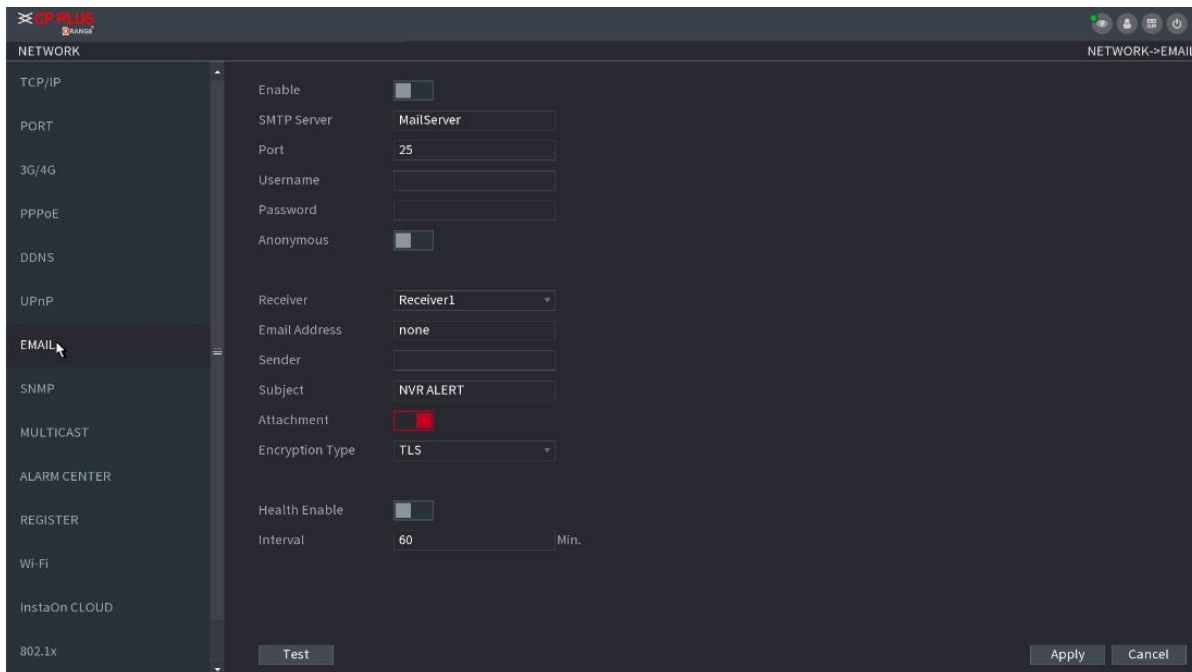 CP PLUS
ORANGE
NETWORK
NETWORK->EMAIL
TCP/IP
PORT
3G/4G
PPPoE
DDNS
UPnP
EMAIL
SNMP
MULTICAST
ALARM CENTER
REGISTER
Wi-Fi
InstaOn CLOUD
802.1x
Enable
SMTP Server MailServer
Port 25
Username
Password
Anonymous
Receiver Receiver1
Email Address none
Sender
Subject NVR ALERT
Attachment
Encryption Type TLS
Health Enable
Interval 60 Min.
Test Apply Cancel